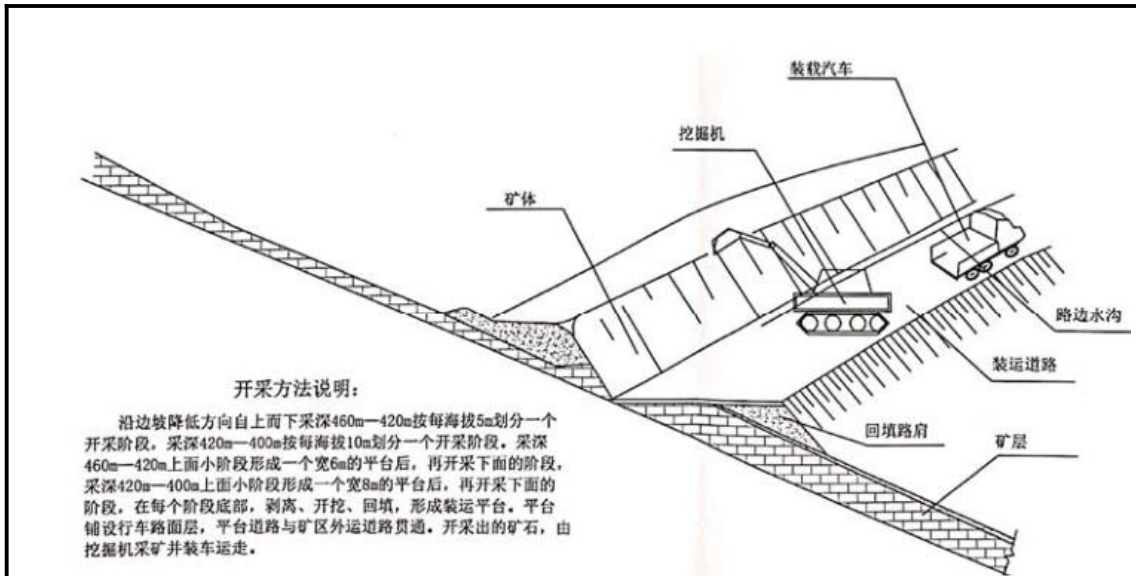 装载汽车
挖掘机
矿体
路边水沟
装运道路
回填路肩
矿层
开采方法说明：
沿边坡降低方向自上而下采深460m—420m按每海拔5m划分一个
开采阶段，采深420m—400m按每海拔10m划分一个开采阶段。采深
460m—420m上面小阶段形成一个宽6m的平台后，再开采下面的阶段，
采深420m—400m上面小阶段形成一个宽8m的平台后，再开采下面的
阶段，在每个阶段底部，剥离、开挖、回填，形成装运平台。平台
铺设行车路面层，平台道路与矿区外运道路贯通。开采出的矿石，由
挖掘机采矿并装车运走。